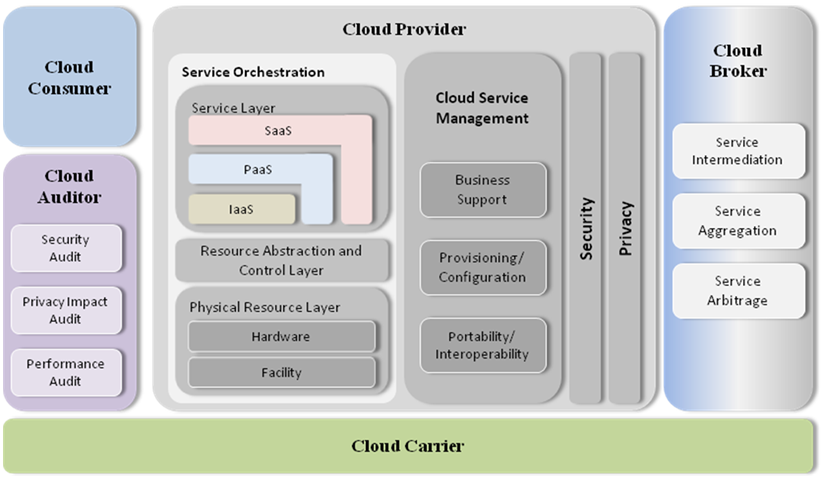 Cloud
Consumer
Cloud
Auditor
Security
Audit
Privacy Impact
Audit
Performance
Audit
Cloud Provider
Service Orchestration
Service Layer
SaaS
PaaS
IaaS
Resource Abstraction and
Control Layer
Physical Resource Layer
Hardware
Facility
Cloud Service
Management
Business
Support
Provisioning/
Configuration
Portability/
Interoperability
Security
Privacy
Cloud
Broker
Service
Intermediation
Service
Aggregation
Service
Arbitrage
Cloud Carrier